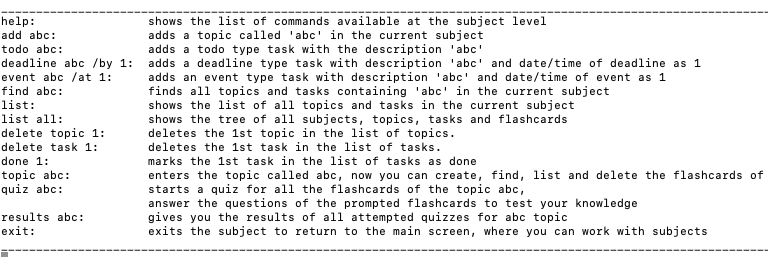 help: shows the list of commands available at the subject level
add abc: adds a topic called 'abc' in the current subject
todo abc: adds a todo type task with the description 'abc'
deadline abc /by 1: adds a deadline type task with description 'abc' and date/time of deadline as 1
event abc /at 1: adds an event type task with description 'abc' and date/time of event as 1
find abc: finds all topics and tasks containing 'abc' in the current subject
list: shows the list of all topics and tasks in the current subject
list all: shows the tree of all subjects, topics, tasks and flashcards
delete topic 1: deletes the 1st topic in the list of topics.
delete task 1: deletes the 1st task in the list of tasks.
done 1: marks the 1st task in the list of tasks as done
topic abc: enters the topic called abc, now you can create, find, list and delete the flashcards of
quiz abc: starts a quiz for all the flashcards of the topic abc,
answer the questions of the prompted flashcards to test your knowledge
results abc: gives you the results of all attempted quizzes for abc topic
exit: exits the subject to return to the main screen, where you can work with subjects